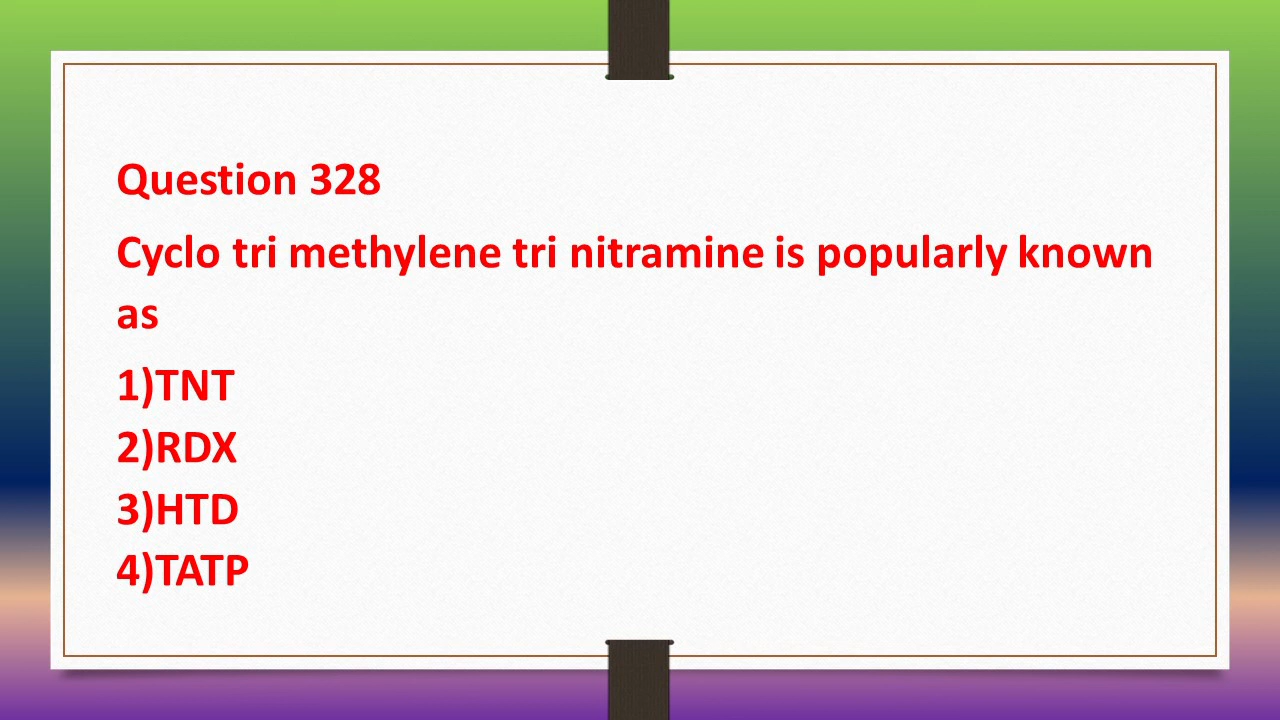 Question 328
Cyclo tri methylene tri nitramine is popularly known
as
1)TNT
2)RDX
3)HTD
4)TATP